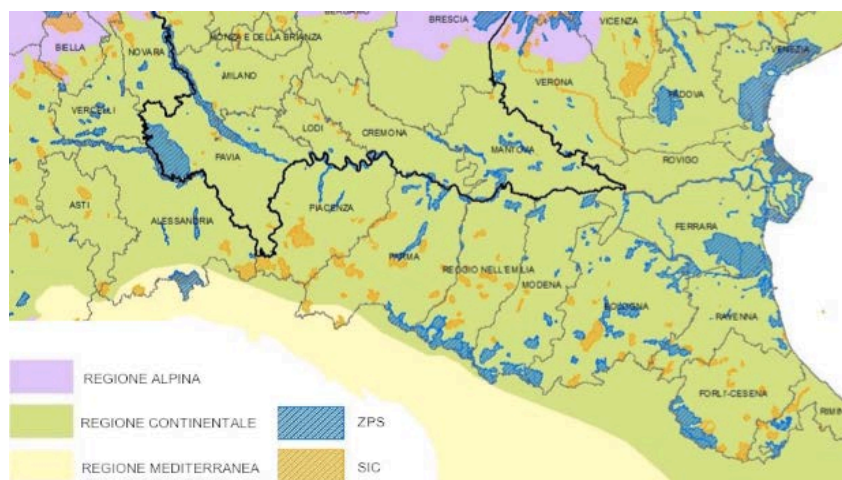 BERGAMO
BRESCIA
VICENZA
BIELLA
NOVARA
MONZA E DELLA BRIANZA
VENEZIA
MILANO
VERONA
PADOVA
VERCELLI
LODI
CREMONA
PAVIA
MANTOVA
ROVIGO
ASTI
ALESSANDRIA
PIACENZA
FERRARA
PARMA
REGGIO NELL'EMILIA
MODENA
BOLOGNA
RAVENNA
FORLI'-CESENA
RIMIN
REGIONE ALPINA
REGIONE CONTINENTALE
ZPS
REGIONE MEDITERRANEA
SIC